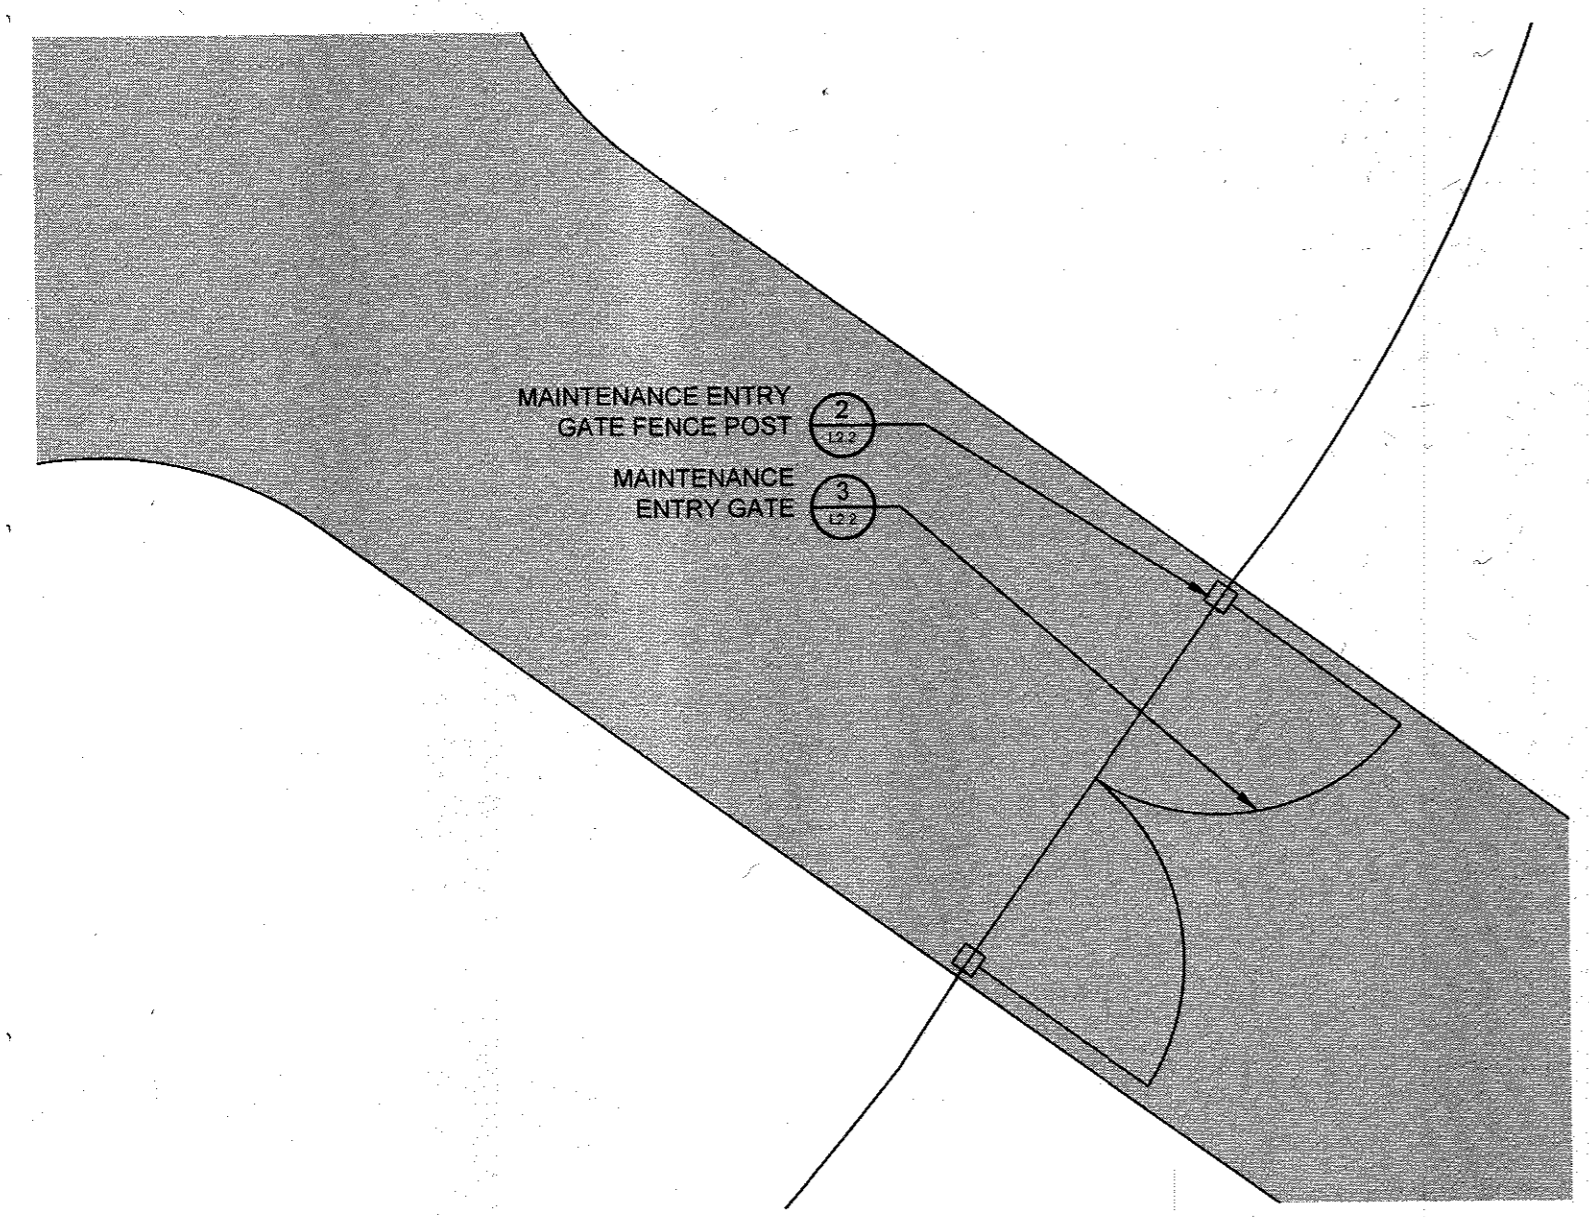 MAINTENANCE ENTRY
GATE FENCE POST
2
L2.2
MAINTENANCE
ENTRY GATE
3
L2.2